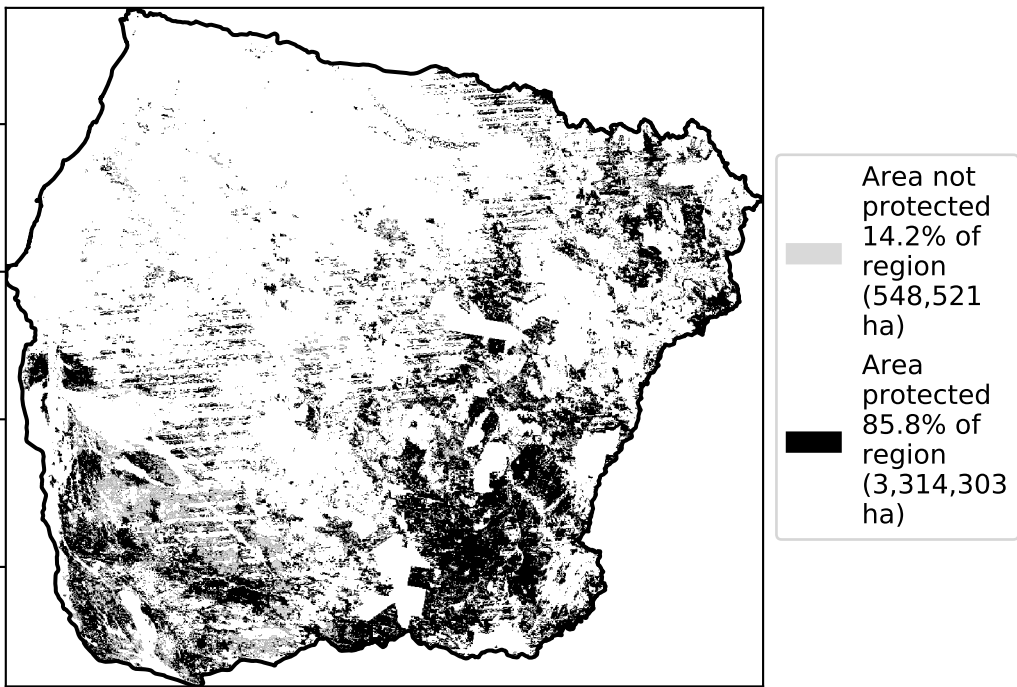 Area not
protected
14.2% of
region
(548,521
ha)
Area
protected
85.8% of
region
(3,314,303
ha)